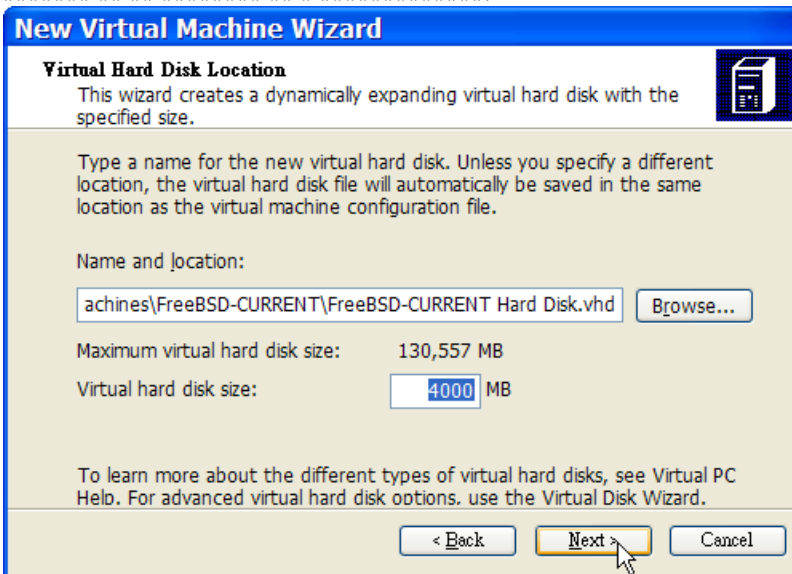 New Virtual Machine Wizard
Virtual Hard Disk Location
This wizard creates a dynamically expanding virtual hard disk with the
specified size.
Type a name for the new virtual hard disk. Unless you specify a different
location, the virtual hard disk file will automatically be saved in the same
location as the virtual machine configuration file.
Name and location:
achines\FreeBSD-CURRENT\FreeBSD-CURRENT Hard Disk.vhd Browse...
Maximum virtual hard disk size: 130,557 MB
Virtual hard disk size: 4000 MB
To learn more about the different types of virtual hard disks, see Virtual PC
Help. For advanced virtual hard disk options, use the Virtual Disk Wizard.
< Back Next > Cancel